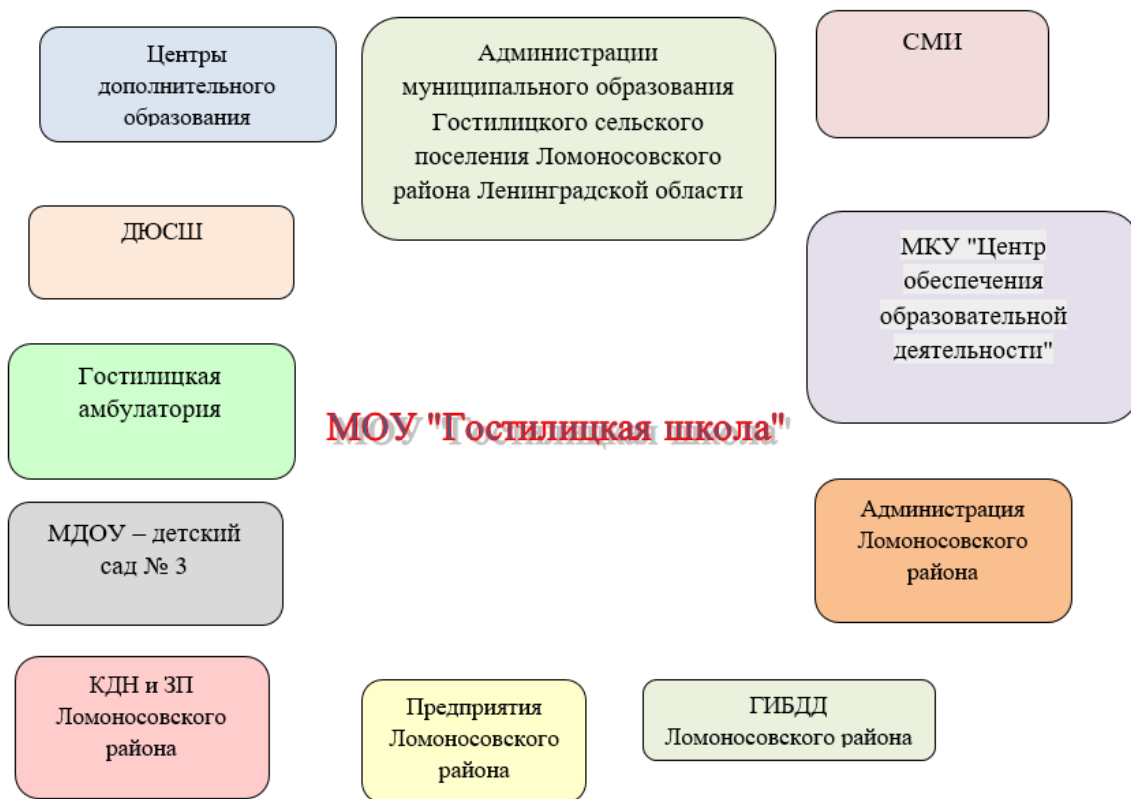 Центры
дополнительного
образования
Администрации
муниципального образования
Гостилицкого сельского
поселения Ломоносовского
района Ленинградской области
СМИ
ДЮСШ
МКУ "Центр
обеспечения
образовательной
деятельности"
Гостилицкая
амбулатория
МОУ "Гостилицкая школа"
МДОУ – детский
сад № 3
Администрация
Ломоносовского
района
КДН и ЗП
Ломоносовского
района
Предприятия
Ломоносовского
района
ГИБДД
Ломоносовского района